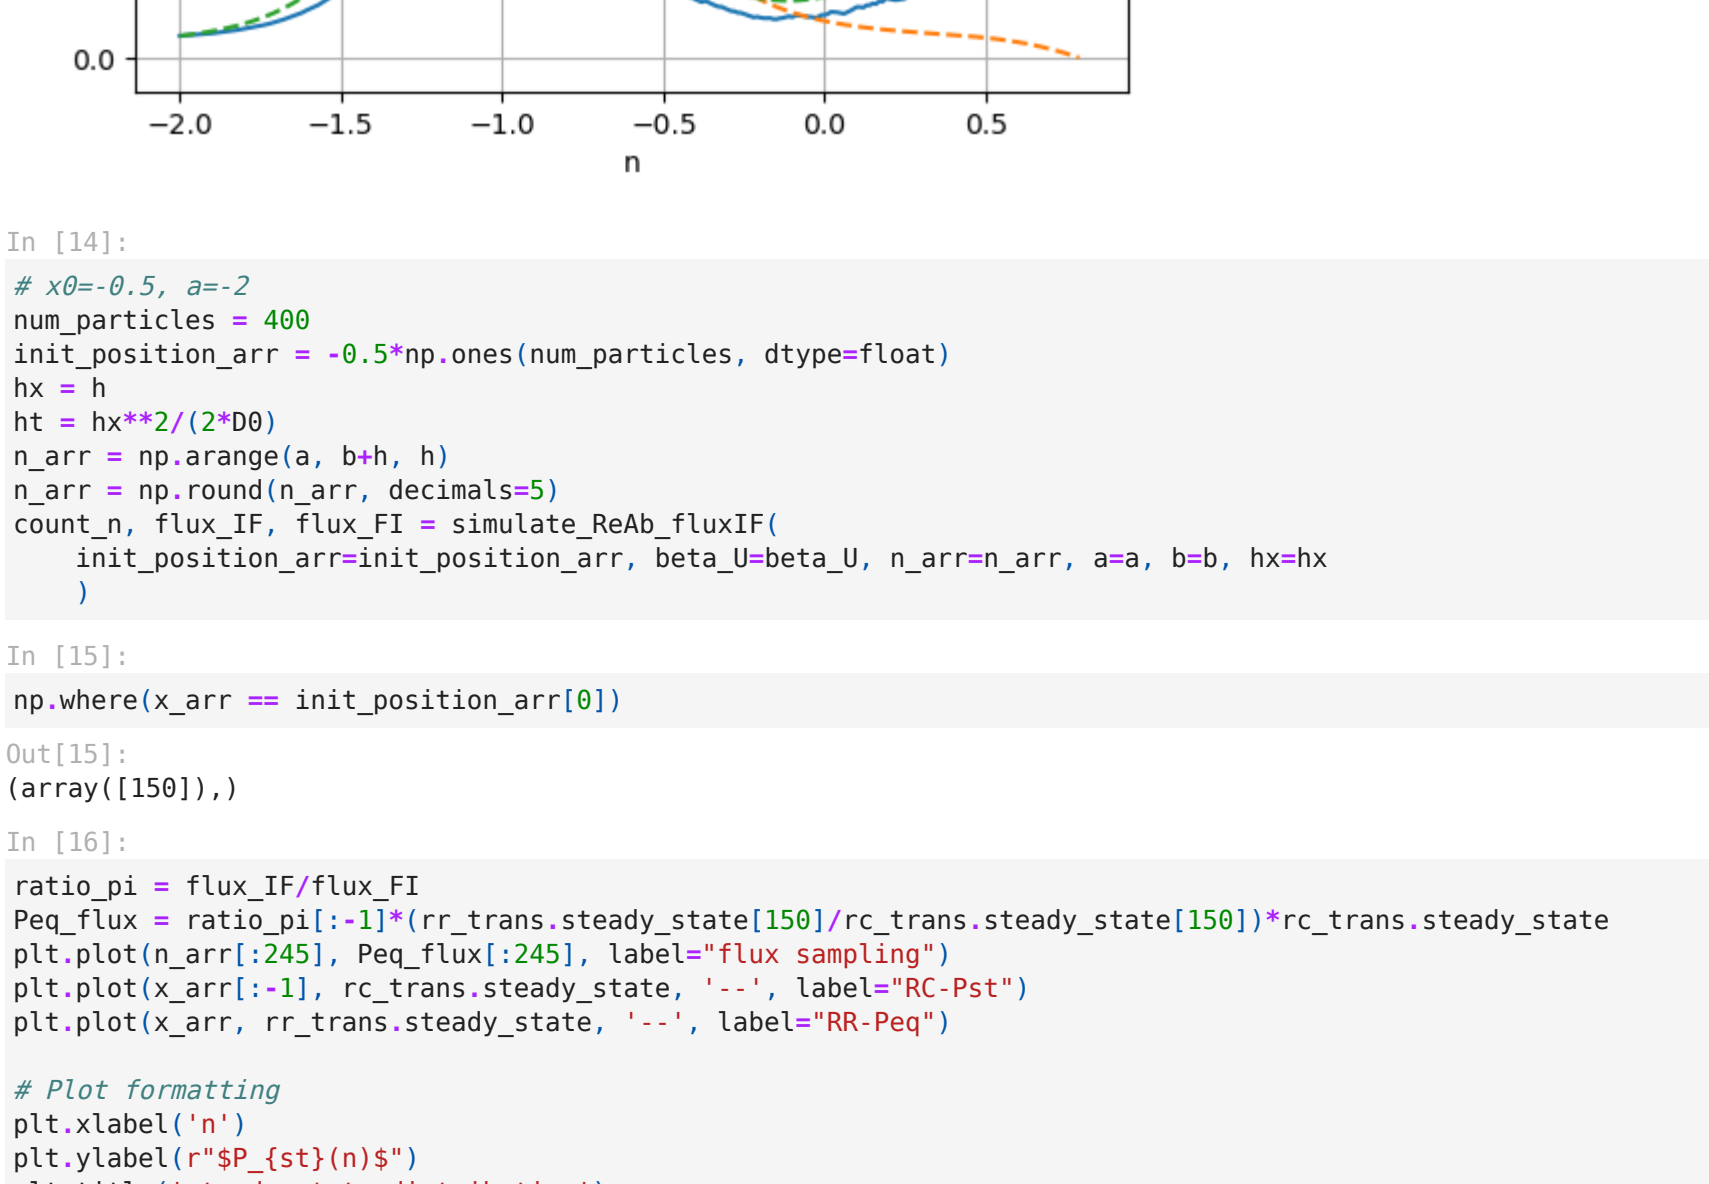 0.0
−2.0 −1.5 −1.0 −0.5 0.0 0.5
n
In [14]:
# x0=-0.5, a=-2
num_particles = 400
init_position_arr = -0.5*np.ones(num_particles, dtype=float)
hx = h
ht = hx**2/(2*D0)
n_arr = np.arange(a, b+h, h)
n_arr = np.round(n_arr, decimals=5)
count_n, flux_IF, flux_FI = simulate_ReAb_fluxIF(
    init_position_arr=init_position_arr, beta_U=beta_U, n_arr=n_arr, a=a, b=b, hx=hx
    )
In [15]:
np.where(x_arr == init_position_arr[0])
Out[15]:
(array([150]),)
In [16]:
ratio_pi = flux_IF/flux_FI
Peq_flux = ratio_pi[:-1]*(rr_trans.steady_state[150]/rc_trans.steady_state[150])*rc_trans.steady_state
plt.plot(n_arr[:245], Peq_flux[:245], label="flux sampling")
plt.plot(x_arr[:-1], rc_trans.steady_state, '--', label="RC-Pst")
plt.plot(x_arr, rr_trans.steady_state, '--', label="RR-Peq")
# Plot formatting
plt.xlabel('n')
plt.ylabel(r"$P_{st}(n)$")